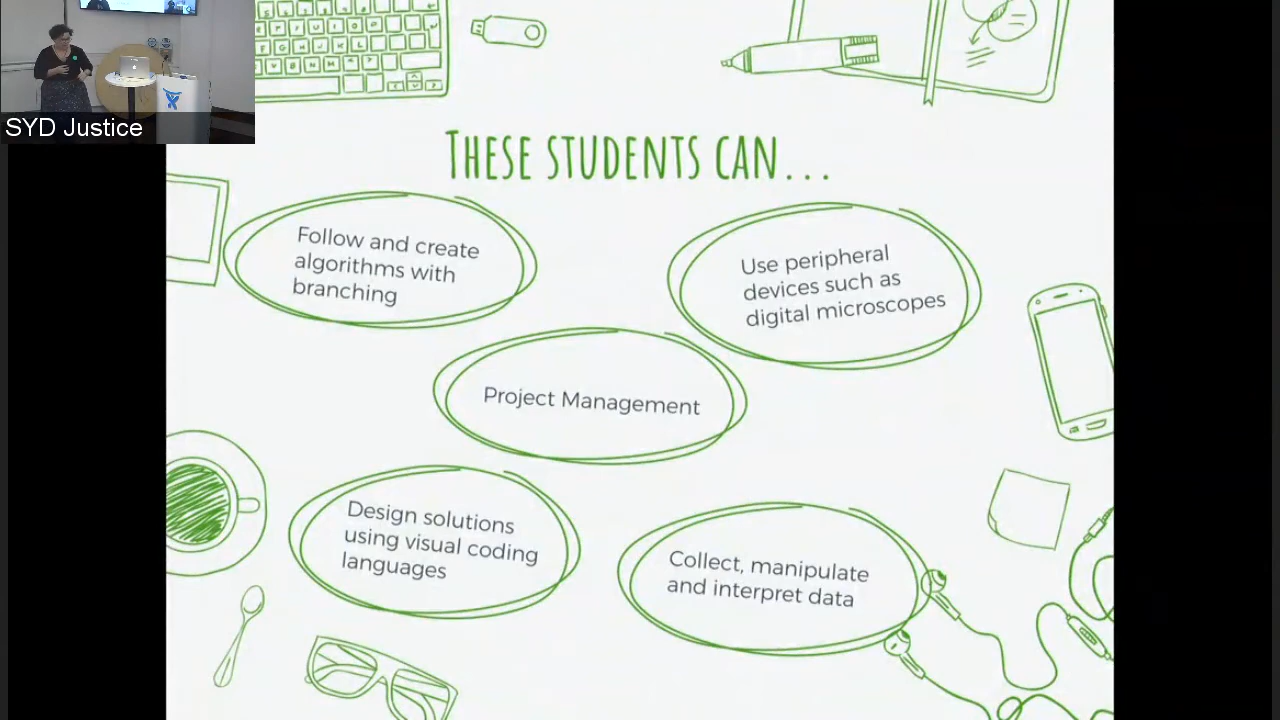 SYD Justice
THESE STUDENTS CAN...
Follow and create
algorithms with
branching
Use peripheral
devices such as
digital microscopes
Project Management
Design solutions
using visual coding
languages
Collect, manipulate
and interpret data